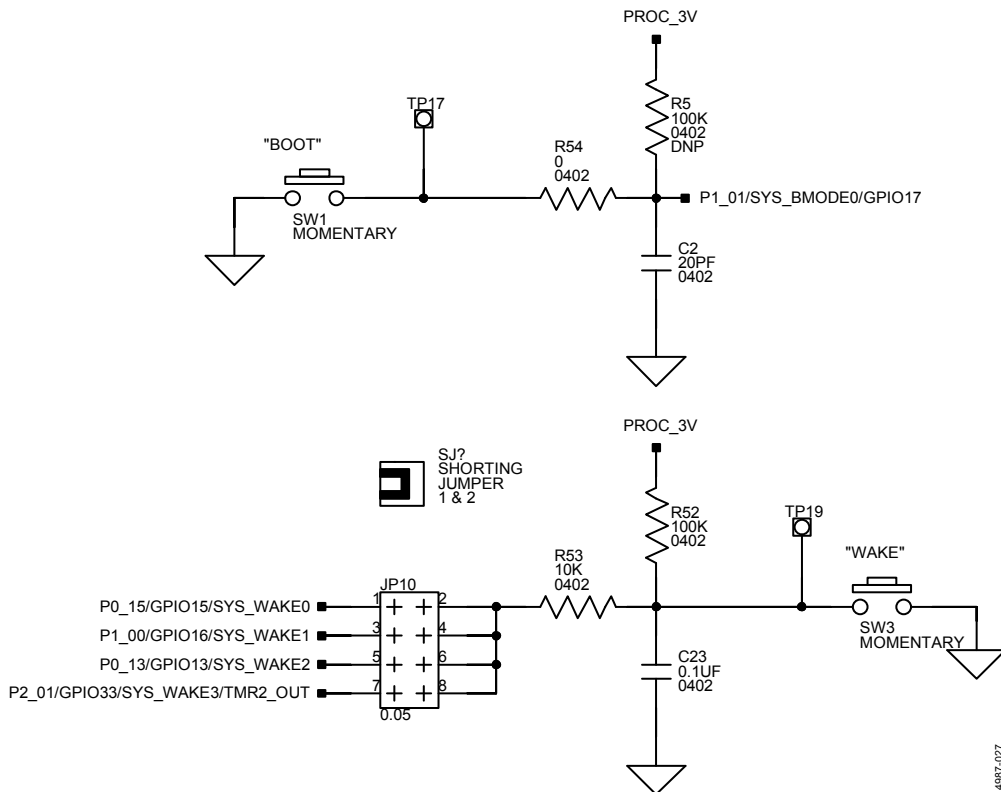 PROC_3V
TP17
R5
100K
0402
DNP
"BOOT"
R54
0
0402
P1_01/SYS_BMODE0/GPIO17
SW1
MOMENTARY
C2
20PF
0402
PROC_3V
SJ?
SHORTING
JUMPER
1 & 2
R52
100K
0402
TP19
"WAKE"
R53
10K
0402
JP10
P0_15/GPIO15/SYS_WAKE0
1
2
P1_00/GPIO16/SYS_WAKE1
3
4
P0_13/GPIO13/SYS_WAKE2
5
6
P2_01/GPIO33/SYS_WAKE3/TMR2_OUT
7
8
0.05
SW3
MOMENTARY
C23
0.1UF
0402
4987-027